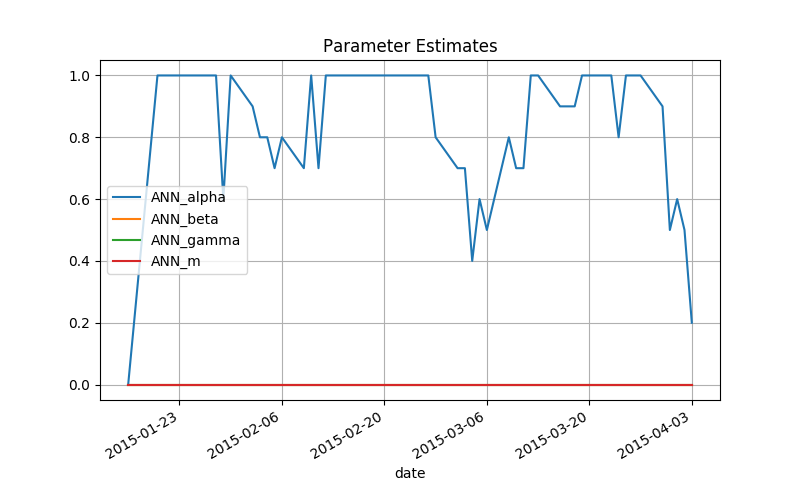 Parameter Estimates
1.0
0.8
0.6
0.4
0.2
0.0
ANN_alpha
ANN_beta
ANN_gamma
ANN_m
2015-01-23
2015-02-06
2015-02-20
2015-03-06
2015-03-20
2015-04-03
date